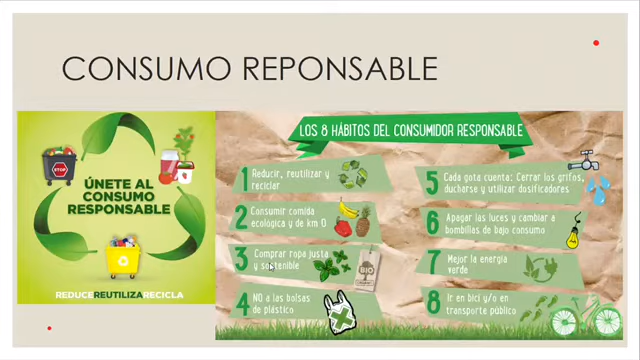 CONSUMO REPONSABLE
STOP
ÚNETE AL
CONSUMO
RESPONSABLE
REDUCEREUTILIZARECICLA
LOS 8 HÁBITOS DEL CONSUMIDOR RESPONSABLE
1 Reducir, reutilizar y
reciclar
2 Consumir comida
ecológica y de km 0
3 Comprar ropa justa
y sostenible
BIO
4 NO a las bolsas
de plástico
5 Cada gota cuenta: Cerrar los grifos,
ducharse y utilizar dosificadores
6 Apagar las luces y cambiar a
bombillas de bajo consumo
7 Mejor la energía
verde
8 Ir en bici y/o en
transporte público